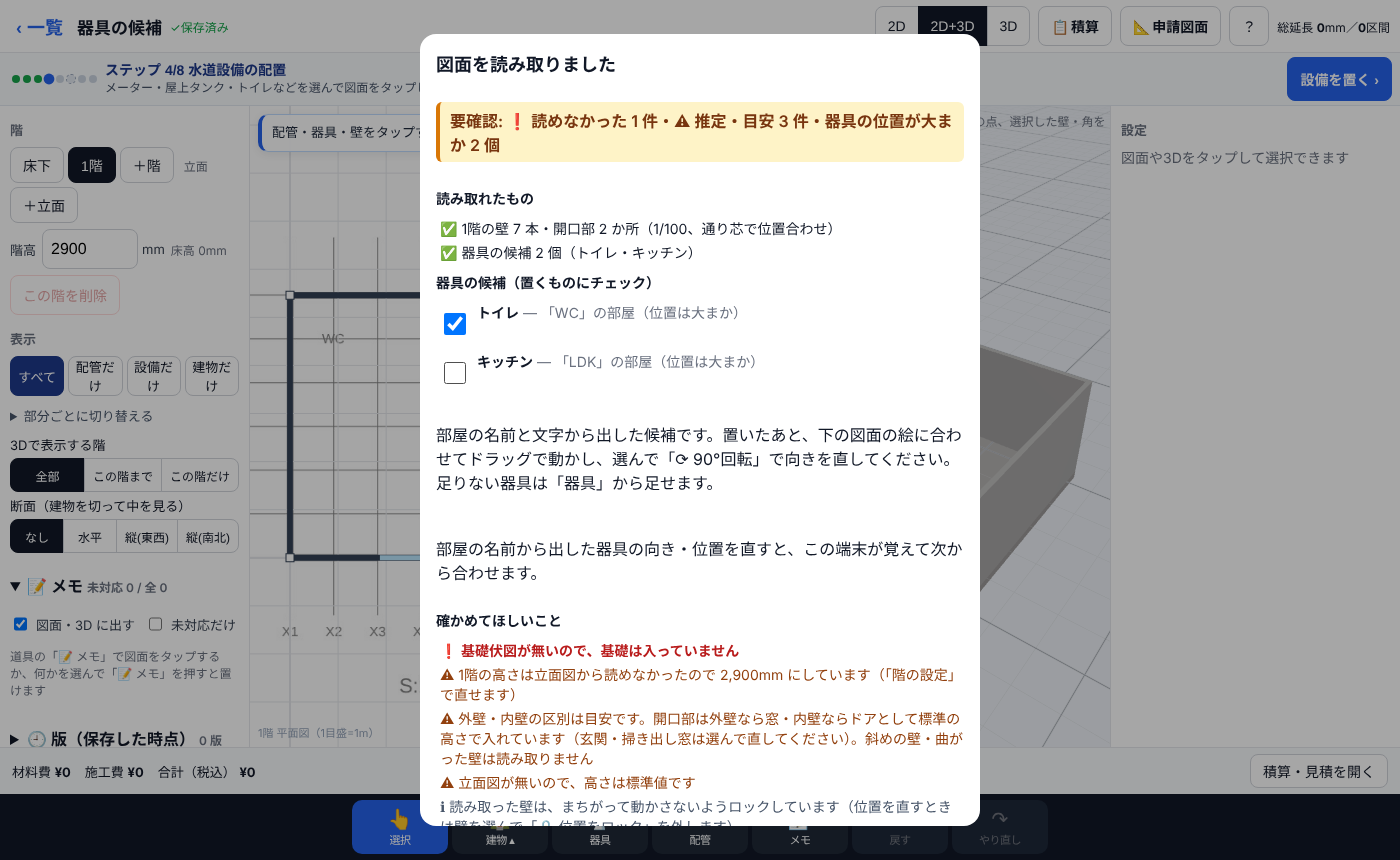 ‹ 一覧 器具の候補 ✓保存済み
2D 2D+3D 3D 📋 積算 📐 申請図面 ? 総延長 0mm／0区間
ステップ 4/8 水道設備の配置
メーター・屋上タンク・トイレなどを選んで図面をタップ
設備を置く ›
階
床下 1階 ＋階 立面
＋立面
階高 2900 mm 床高 0mm
この階を削除
表示
すべて 配管だけ 設備だけ 建物だけ
▶ 部分ごとに切り替える
3Dで表示する階
全部 この階まで この階だけ
断面（建物を切って中を見る）
なし 水平 縦(東西) 縦(南北)
▼ 📝 メモ 未対応 0 / 全 0
図面・3D に出す 未対応だけ
道具の「📝 メモ」で図面をタップする
か、何かを選んで「📝 メモ」を押すと置
けます
▶ 🕘 版（保存した時点） 0 版
配管・器具・壁をタップ
WC
X1 X2 X3
S:
1階 平面図（1目盛=1m）
図面を読み取りました
要確認: ❗ 読めなかった 1 件・⚠ 推定・目安 3 件・器具の位置が大ま
か 2 個
読み取れたもの
✅ 1階の壁 7 本・開口部 2 か所（1/100、通り芯で位置合わせ）
✅ 器具の候補 2 個（トイレ・キッチン）
器具の候補（置くものにチェック）
トイレ — 「WC」の部屋（位置は大まか）
キッチン — 「LDK」の部屋（位置は大まか）
部屋の名前と文字から出した候補です。置いたあと、下の図面の絵に合わ
せてドラッグで動かし、選んで「⟳ 90°回転」で向きを直してください。
足りない器具は「器具」から足せます。
部屋の名前から出した器具の向き・位置を直すと、この端末が覚えて次か
ら合わせます。
確かめてほしいこと
❗ 基礎伏図が無いので、基礎は入っていません
⚠ 1階の高さは立面図から読めなかったので 2,900mm にしています（「階の設定」
で直せます）
⚠ 外壁・内壁の区別は目安です。開口部は外壁なら窓・内壁ならドアとして標準の
高さで入れています（玄関・掃き出し窓は選んで直してください）。斜めの壁・曲が
った壁は読み取りません
⚠ 立面図が無いので、高さは標準値です
ℹ 読み取った壁は、まちがって動かさないようロックしています（位置を直すとき
は壁を選んで「🔒 位置をロック」を外します）
の点、選択した壁・角を
設定
図面や3Dをタップして選択できます
材料費 ¥0 施工費 ¥0 合計（税込） ¥0
積算・見積を開く
👆 選択 建物▲ 器具 配管 メモ 戻す ↷ やり直し